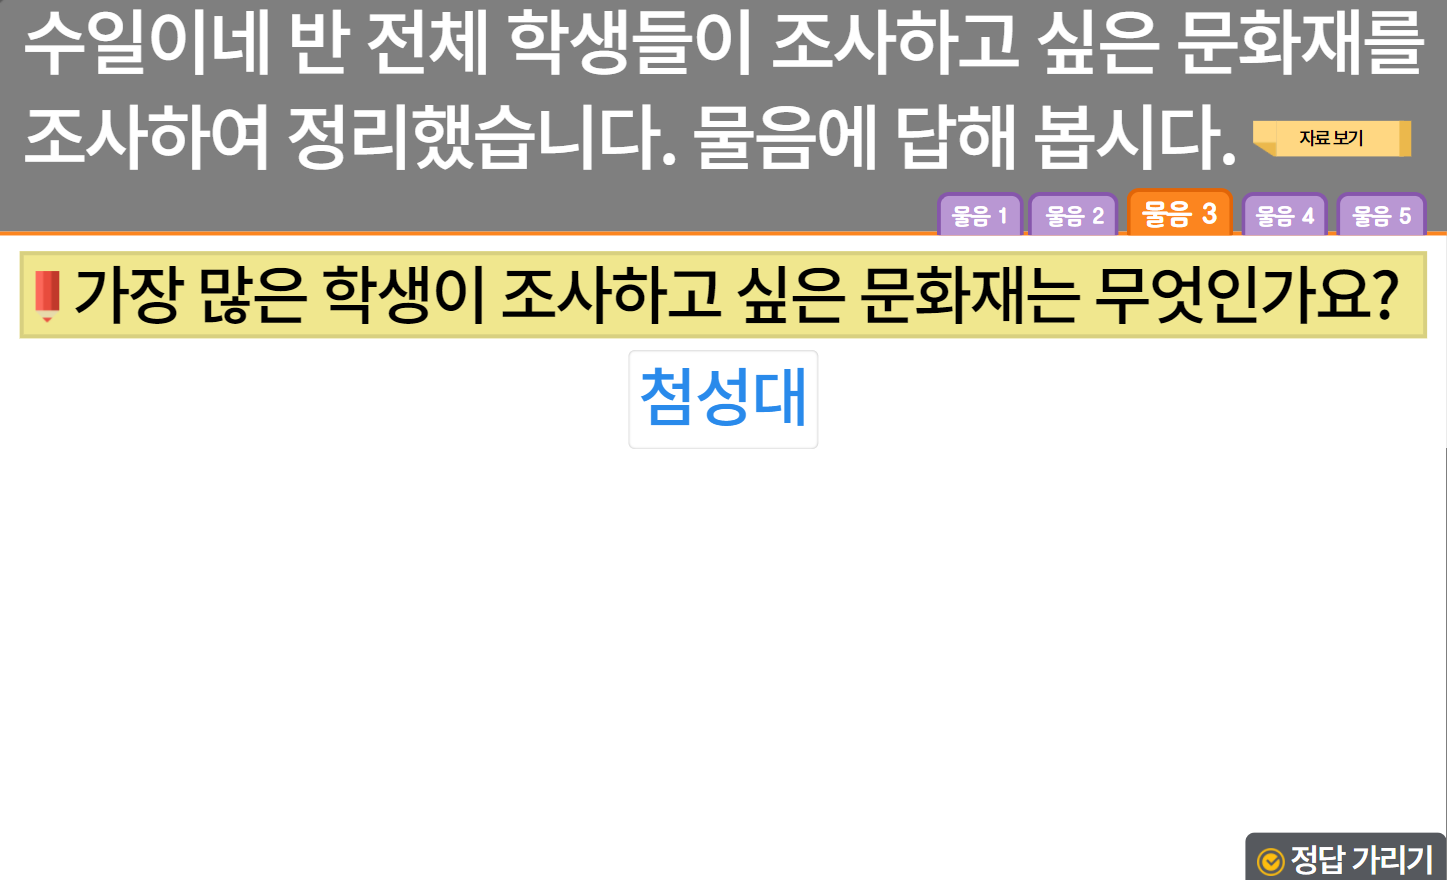 수일이네 반 전체 학생들이 조사하고 싶은 문화재를
조사하여 정리했습니다. 물음에 답해 봅시다.
자료 보기
물음 1
물음 2
물음 3
물음 4
물음 5
가장 많은 학생이 조사하고 싶은 문화재는 무엇인가요?
첨성대
정답 가리기